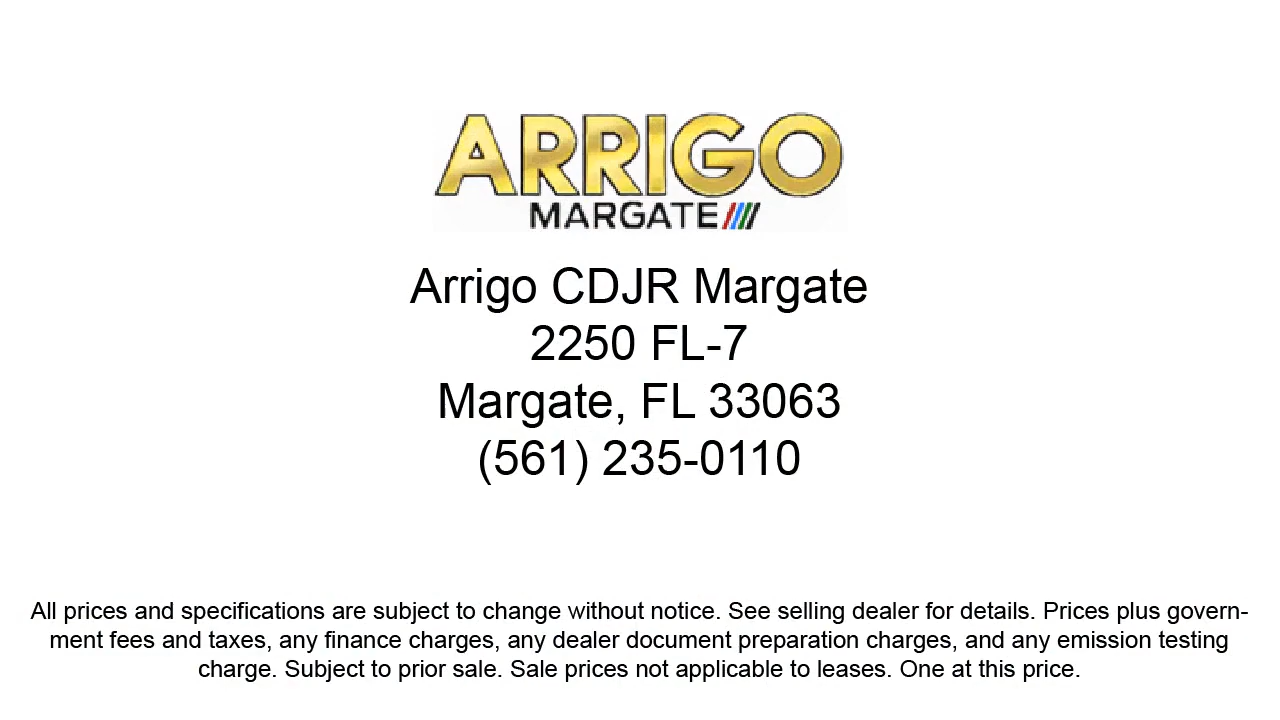 ARRIGO
MARGATE
Arrigo CDJR Margate
2250 FL-7
Margate, FL 33063
(561) 235-0110
All prices and specifications are subject to change without notice. See selling dealer for details. Prices plus govern-
ment fees and taxes, any finance charges, any dealer document preparation charges, and any emission testing
charge. Subject to prior sale. Sale prices not applicable to leases. One at this price.